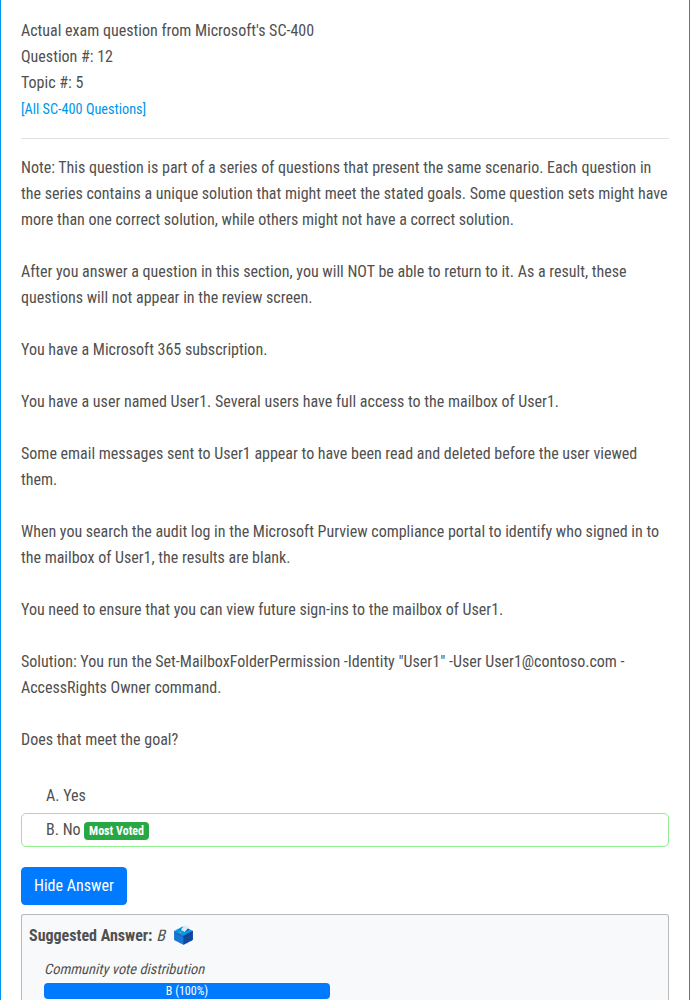 Actual exam question from Microsoft's SC-400
Question #: 12
Topic #: 5
[All SC-400 Questions]
Note: This question is part of a series of questions that present the same scenario. Each question in
the series contains a unique solution that might meet the stated goals. Some question sets might have
more than one correct solution, while others might not have a correct solution.
After you answer a question in this section, you will NOT be able to return to it. As a result, these
questions will not appear in the review screen.
You have a Microsoft 365 subscription.
You have a user named User1. Several users have full access to the mailbox of User1.
Some email messages sent to User1 appear to have been read and deleted before the user viewed
them.
When you search the audit log in the Microsoft Purview compliance portal to identify who signed in to
the mailbox of User1, the results are blank.
You need to ensure that you can view future sign-ins to the mailbox of User1.
Solution: You run the Set-MailboxFolderPermission -Identity "User1" -User User1@contoso.com -
AccessRights Owner command.
Does that meet the goal?
A. Yes
B. No Most Voted
Hide Answer
Suggested Answer: B
Community vote distribution
B (100%)